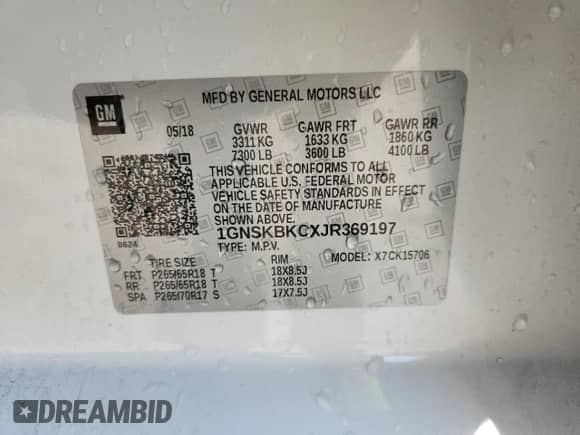 GM
MFD BY GENERAL MOTORS LLC
05/18 GVWR GAWR FRT GAWR RR
3311 KG 1633 KG 1860 KG
7300 LB 3600 LB 4100 LB
THIS VEHICLE CONFORMS TO ALL
APPLICABLE U.S. FEDERAL MOTOR
VEHICLE SAFETY STANDARDS IN EFFECT
ON THE DATE OF MANUFACTURE
SHOWN ABOVE.
8624
1GNSKBKCXJR369197
TYPE: M.P.V. MODEL: X7CK15706
TIRE SIZE RIM
FRT P265/65R18 T 18X8.5J
RR P265/65R18 T 18X8.5J
SPA P265/70R17 S 17X7.5J
DREAMBID